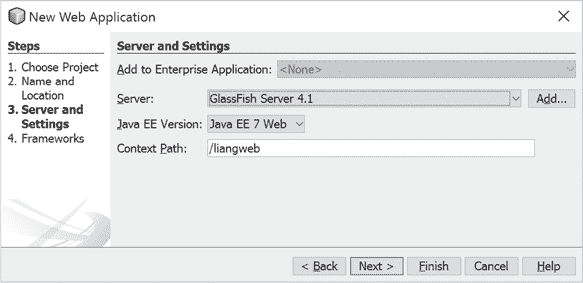 New Web Application
Steps
1. Choose Project
2. Name and
Location
3. Server and
Settings
4. Frameworks
Server and Settings
Add to Enterprise Application: <None>
Server: GlassFish Server 4.1 Add...
Java EE Version: Java EE 7 Web
Context Path: /liangweb
< Back Next > Finish Cancel Help